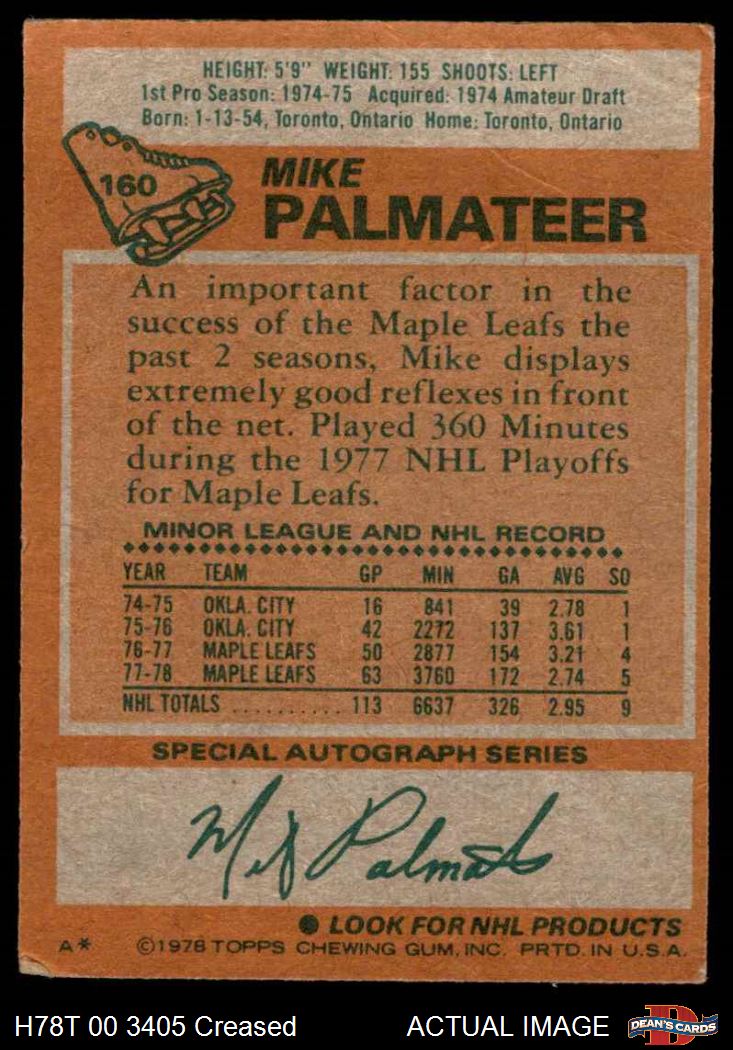 HEIGHT: 5'9" WEIGHT: 155 SHOOTS: LEFT
1st Pro Season: 1974-75 Acquired: 1974 Amateur Draft
Born: 1-13-54, Toronto, Ontario Home: Toronto, Ontario
160
MIKE
PALMATEER
An important factor in the
success of the Maple Leafs the
past 2 seasons, Mike displays
extremely good reflexes in front
of the net. Played 360 Minutes
during the 1977 NHL Playoffs
for Maple Leafs.
MINOR LEAGUE AND NHL RECORD
YEAR TEAM GP MIN GA AVG SO
74-75 OKLA. CITY 16 841 39 2.78 1
75-76 OKLA. CITY 42 2272 137 3.61 1
76-77 MAPLE LEAFS 50 2877 154 3.21 4
77-78 MAPLE LEAFS 63 3760 172 2.74 5
NHL TOTALS .......... 113 6637 326 2.95 9
SPECIAL AUTOGRAPH SERIES
Mike Palmateer
● LOOK FOR NHL PRODUCTS
A* ©1978 TOPPS CHEWING GUM, INC. PRTD. IN U.S.A.
H78T 00 3405 Creased ACTUAL IMAGE DEAN'S CARDS